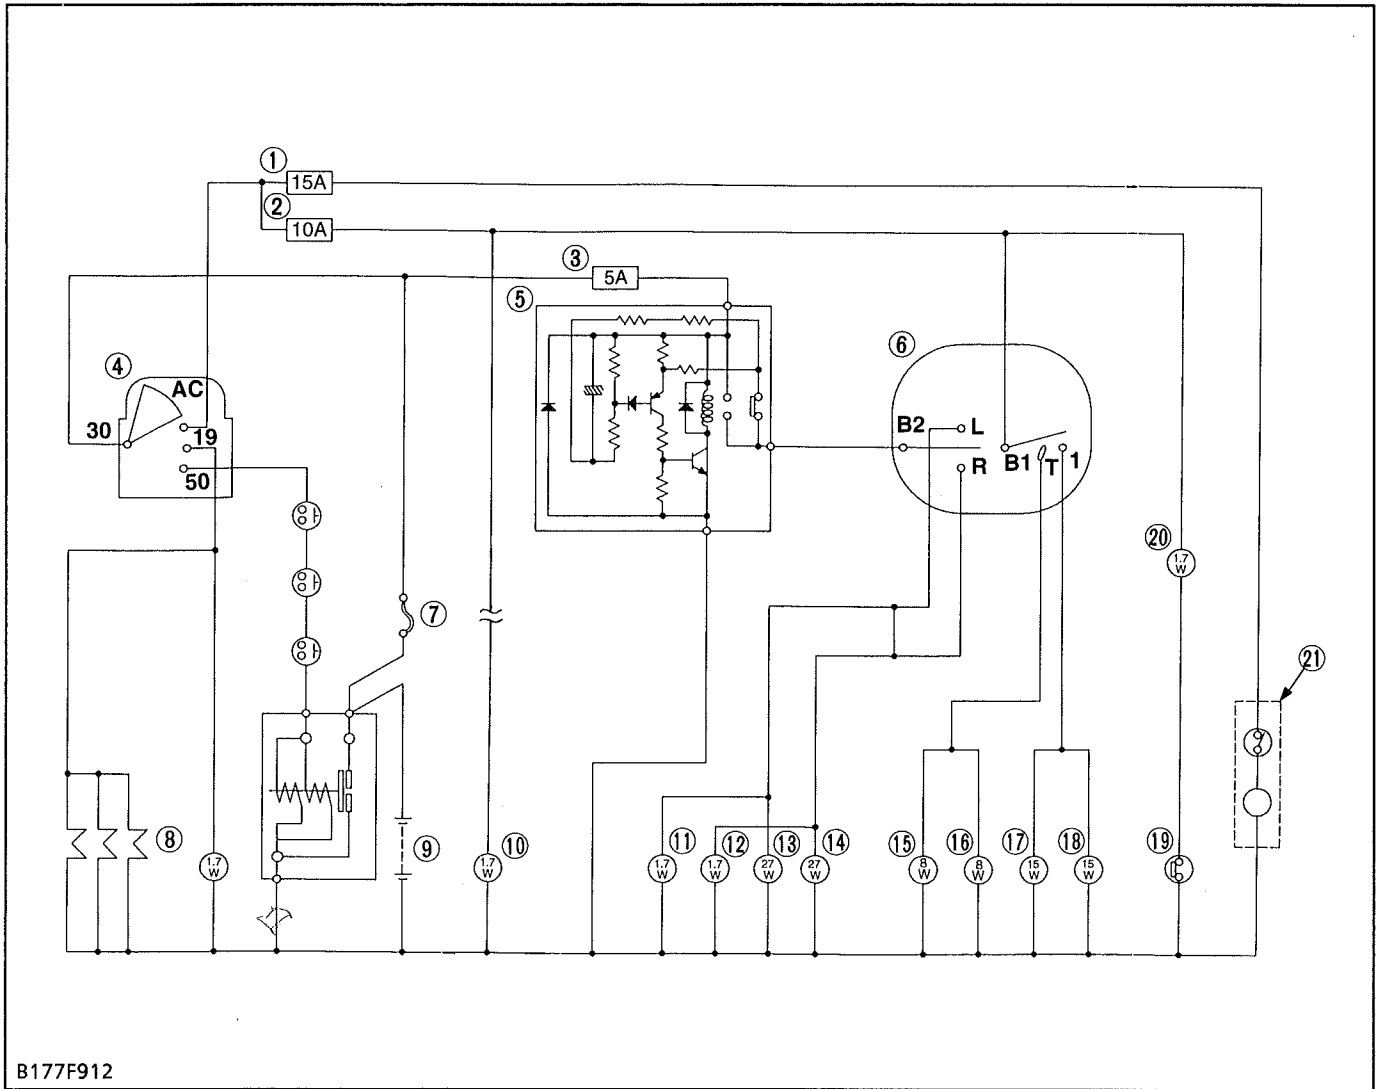 ①
15A
②
10A
③
5A
⑤
④
AC
30
19
50
⑥
B2
L
R
B1
T
1
⑦
⑳
1.7
W
㉑
⑧
1.7
W
⑨
⑩
1.7
W
⑪
1.7
W
⑫
1.7
W
⑬
27
W
⑭
27
W
⑮
8
W
⑯
8
W
⑰
15
W
⑱
15
W
⑲
B177F912